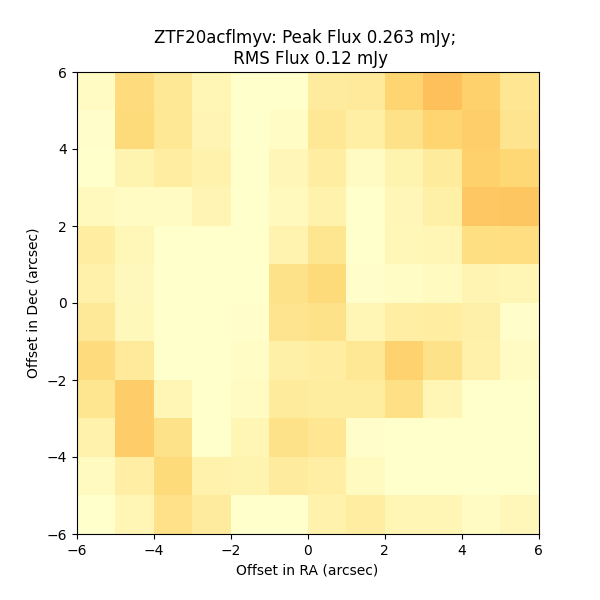 ZTF20acflmyv: Peak Flux 0.263 mJy;
RMS Flux 0.12 mJy
6
4
2
0
−2
−4
−6
Offset in Dec (arcsec)
−6 −4 −2 0 2 4 6
Offset in RA (arcsec)